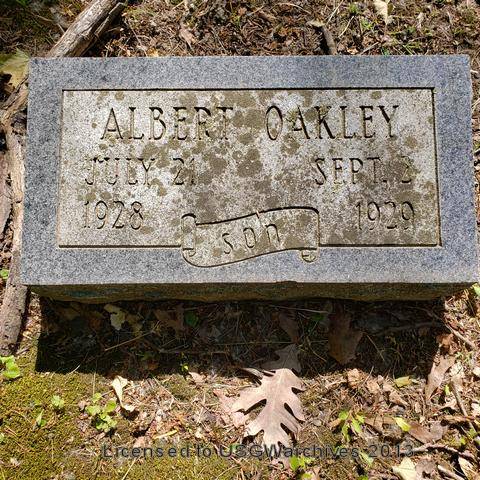 ALBERT OAKLEY
JULY 21 SEPT. 2
1928 1929
SON
Licensed to USGWarchives 2013